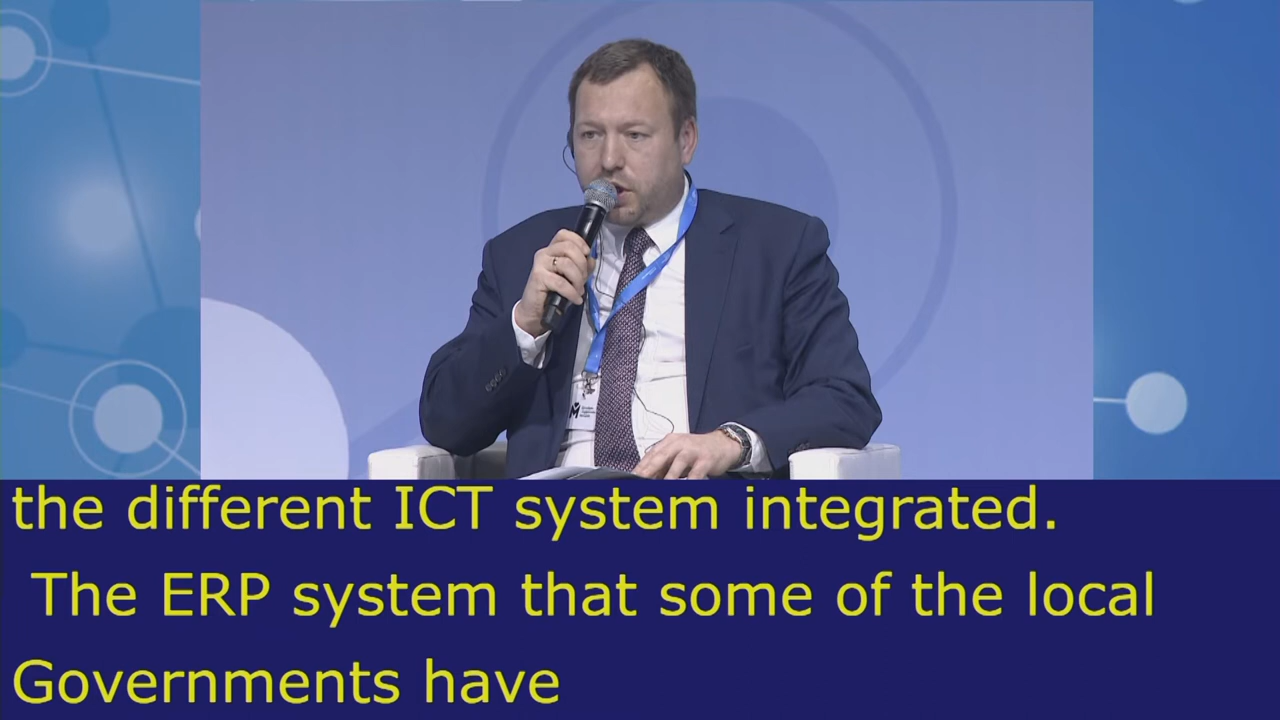 the different ICT system integrated.
The ERP system that some of the local
Governments have